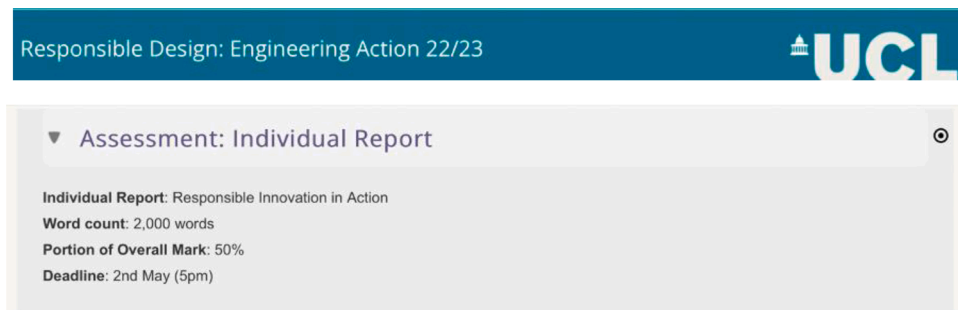 Responsible Design: Engineering Action 22/23
UCL
Assessment: Individual Report
Individual Report: Responsible Innovation in Action
Word count: 2,000 words
Portion of Overall Mark: 50%
Deadline: 2nd May (5pm)